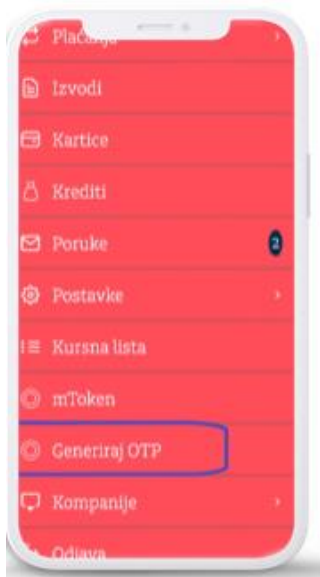 Plaćanja
Izvodi
Kartice
Krediti
Poruke 2
Postavke
Kursna lista
mToken
Generiraj OTP
Kompanije
Odjava